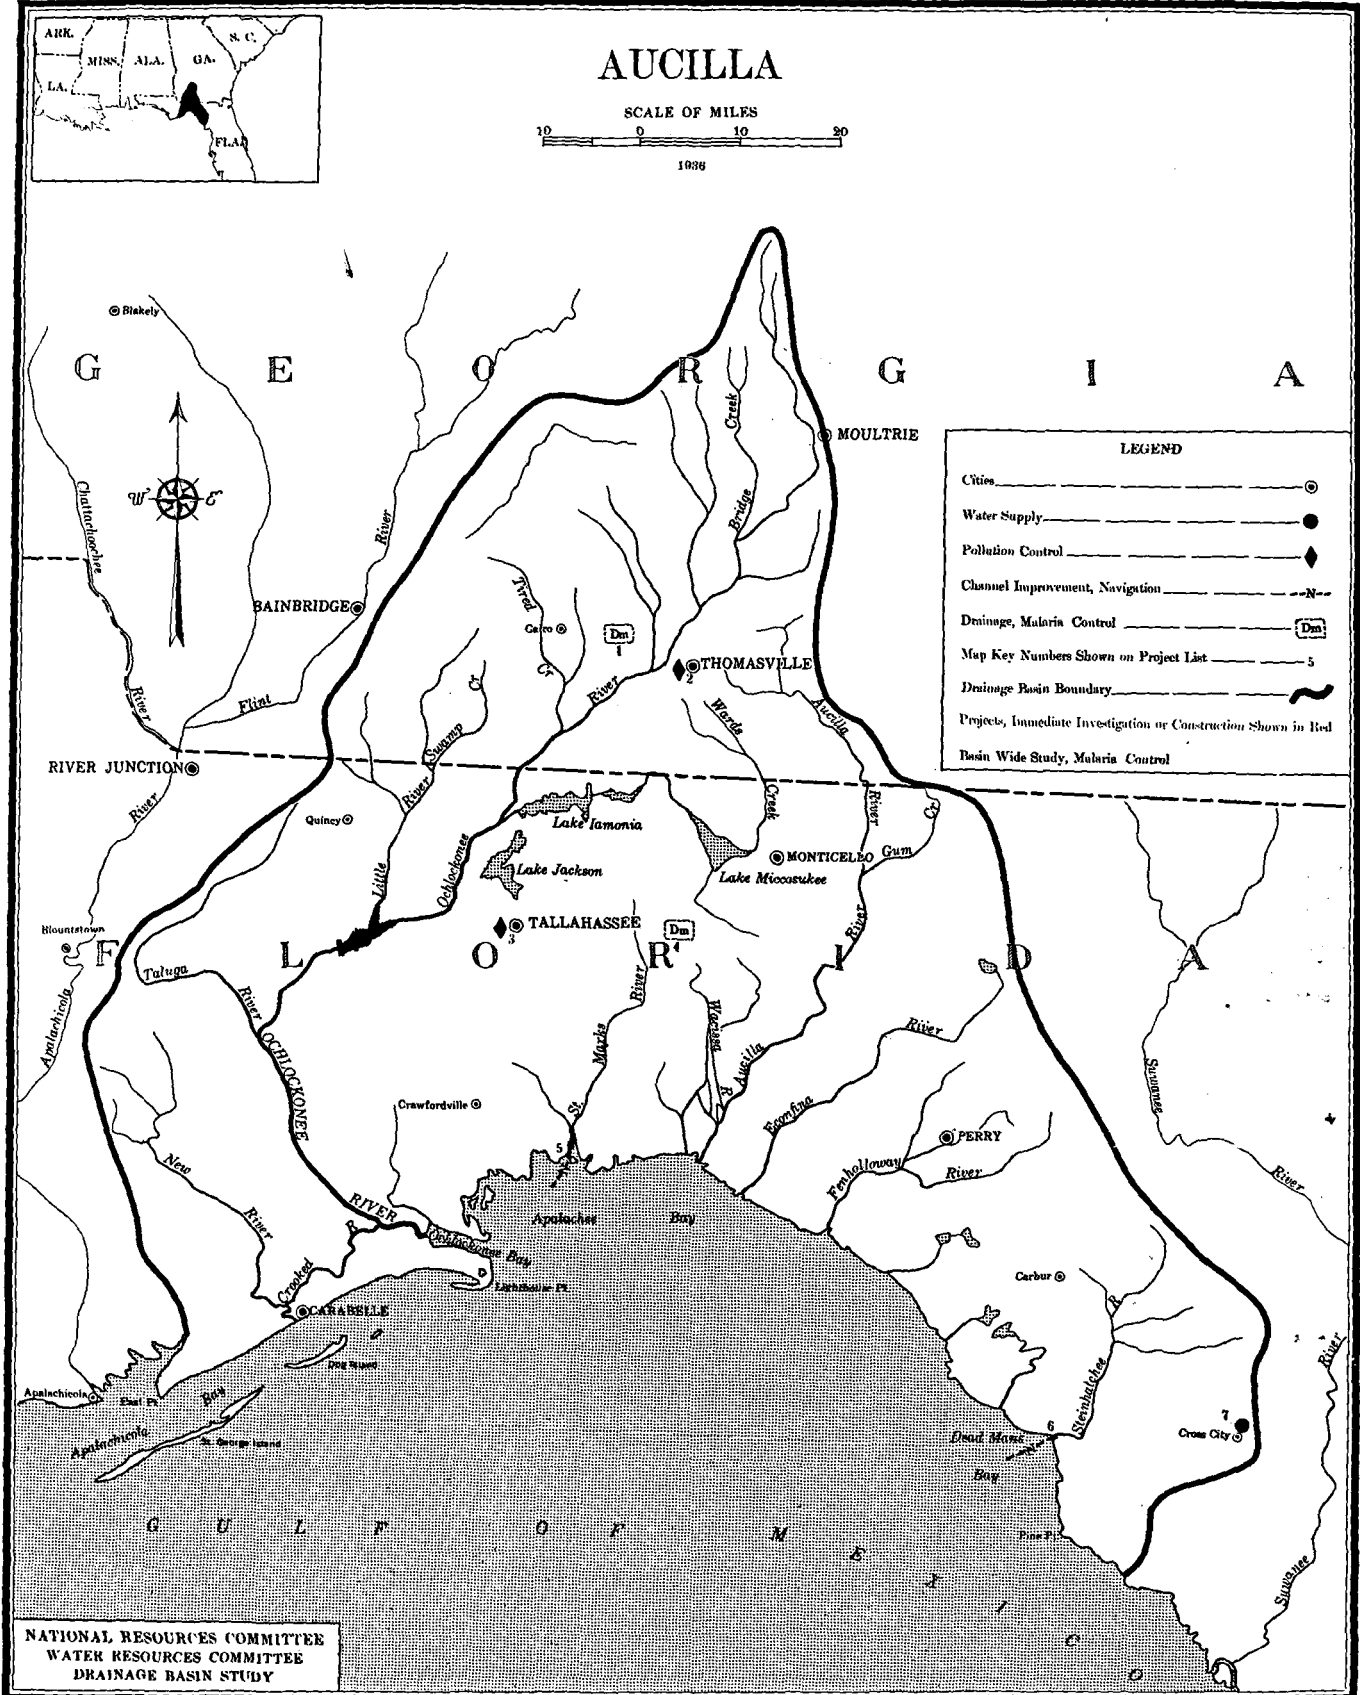 ARK.
MISS.
ALA.
GA.
S. C.
LA.
FLA.
AUCILLA
SCALE OF MILES
10 0 10 20
1936
Blakely
G E O R G I A
Creek
MOULTRIE
LEGEND
Cities
Water Supply
Pollution Control
Channel Improvement, Navigation --N--
Drainage, Malaria Control Dm
Map Key Numbers Shown on Project List 5
Drainage Basin Boundary
Projects, Immediate Investigation or Construction Shown in Red
Basin Wide Study, Malaria Control
W E
Chattahoochee
River
Bridge
River
BAINBRIDGE
Tired
Cr
Cairo
Dm
1
THOMASVILLE
2
River
Flint
Swamp
Cr
River
Wards
Creek
Aucilla
River
RIVER JUNCTION
River
Quincy
Lake Iamonia
Lake Jackson
Little
Ochlockonee
MONTICELLO
Gum
Cr
Lake Miccosukee
TALLAHASSEE
3
Dm
4
River
Blountstown
F L O R I D A
Taluga
River
Apalachicola
OCHLOCKONEE
RIVER
River
Marks
St.
Wacissa
R
Aucilla
River
Econfina
Suwanee
River
Crawfordville
PERRY
Fenholloway
River
5
N
New
River
Crooked
R
Apalachee Bay
Ochlockonee Bay
Lighthouse Pt.
CARABELLE
Dog Island
Carbur
R
Steinhatchee
River
Apalachicola
East Pt.
Apalachicola
Bay
St. George Island
6
N
Dead Mans
Bay
7
Cross City
Pine Pt.
Suwanee
G U L F O F M E X I C O
NATIONAL RESOURCES COMMITTEE
WATER RESOURCES COMMITTEE
DRAINAGE BASIN STUDY